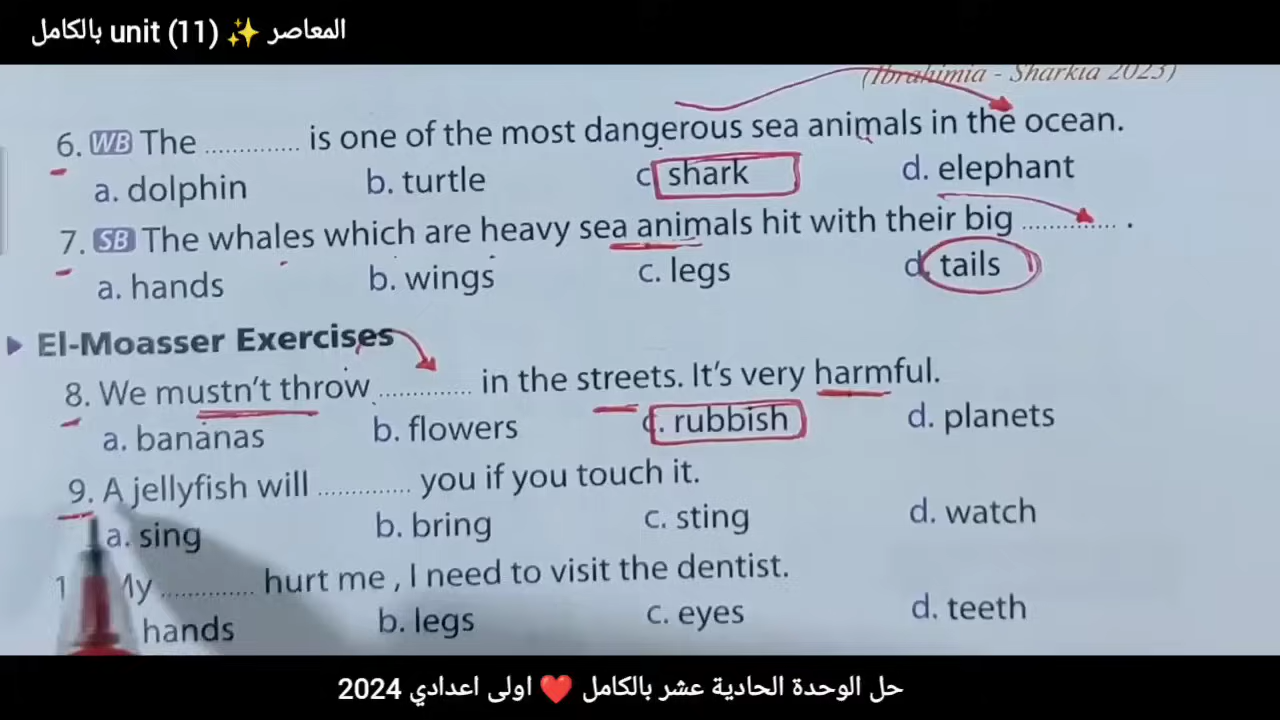 المعاصر ✨ unit (11) بالكامل
(Ibrahimia - Sharkia 2023)
6. WB The .............. is one of the most dangerous sea animals in the ocean.
a. dolphin b. turtle c. shark d. elephant
7. SB The whales which are heavy sea animals hit with their big .............. .
a. hands b. wings c. legs d. tails
El-Moasser Exercises
8. We mustn't throw .............. in the streets. It's very harmful.
a. bananas b. flowers c. rubbish d. planets
9. A jellyfish will .............. you if you touch it.
a. sing b. bring c. sting d. watch
1 My .............. hurt me , I need to visit the dentist.
hands b. legs c. eyes d. teeth
حل الوحدة الحادية عشر بالكامل ❤️ اولى اعدادي 2024